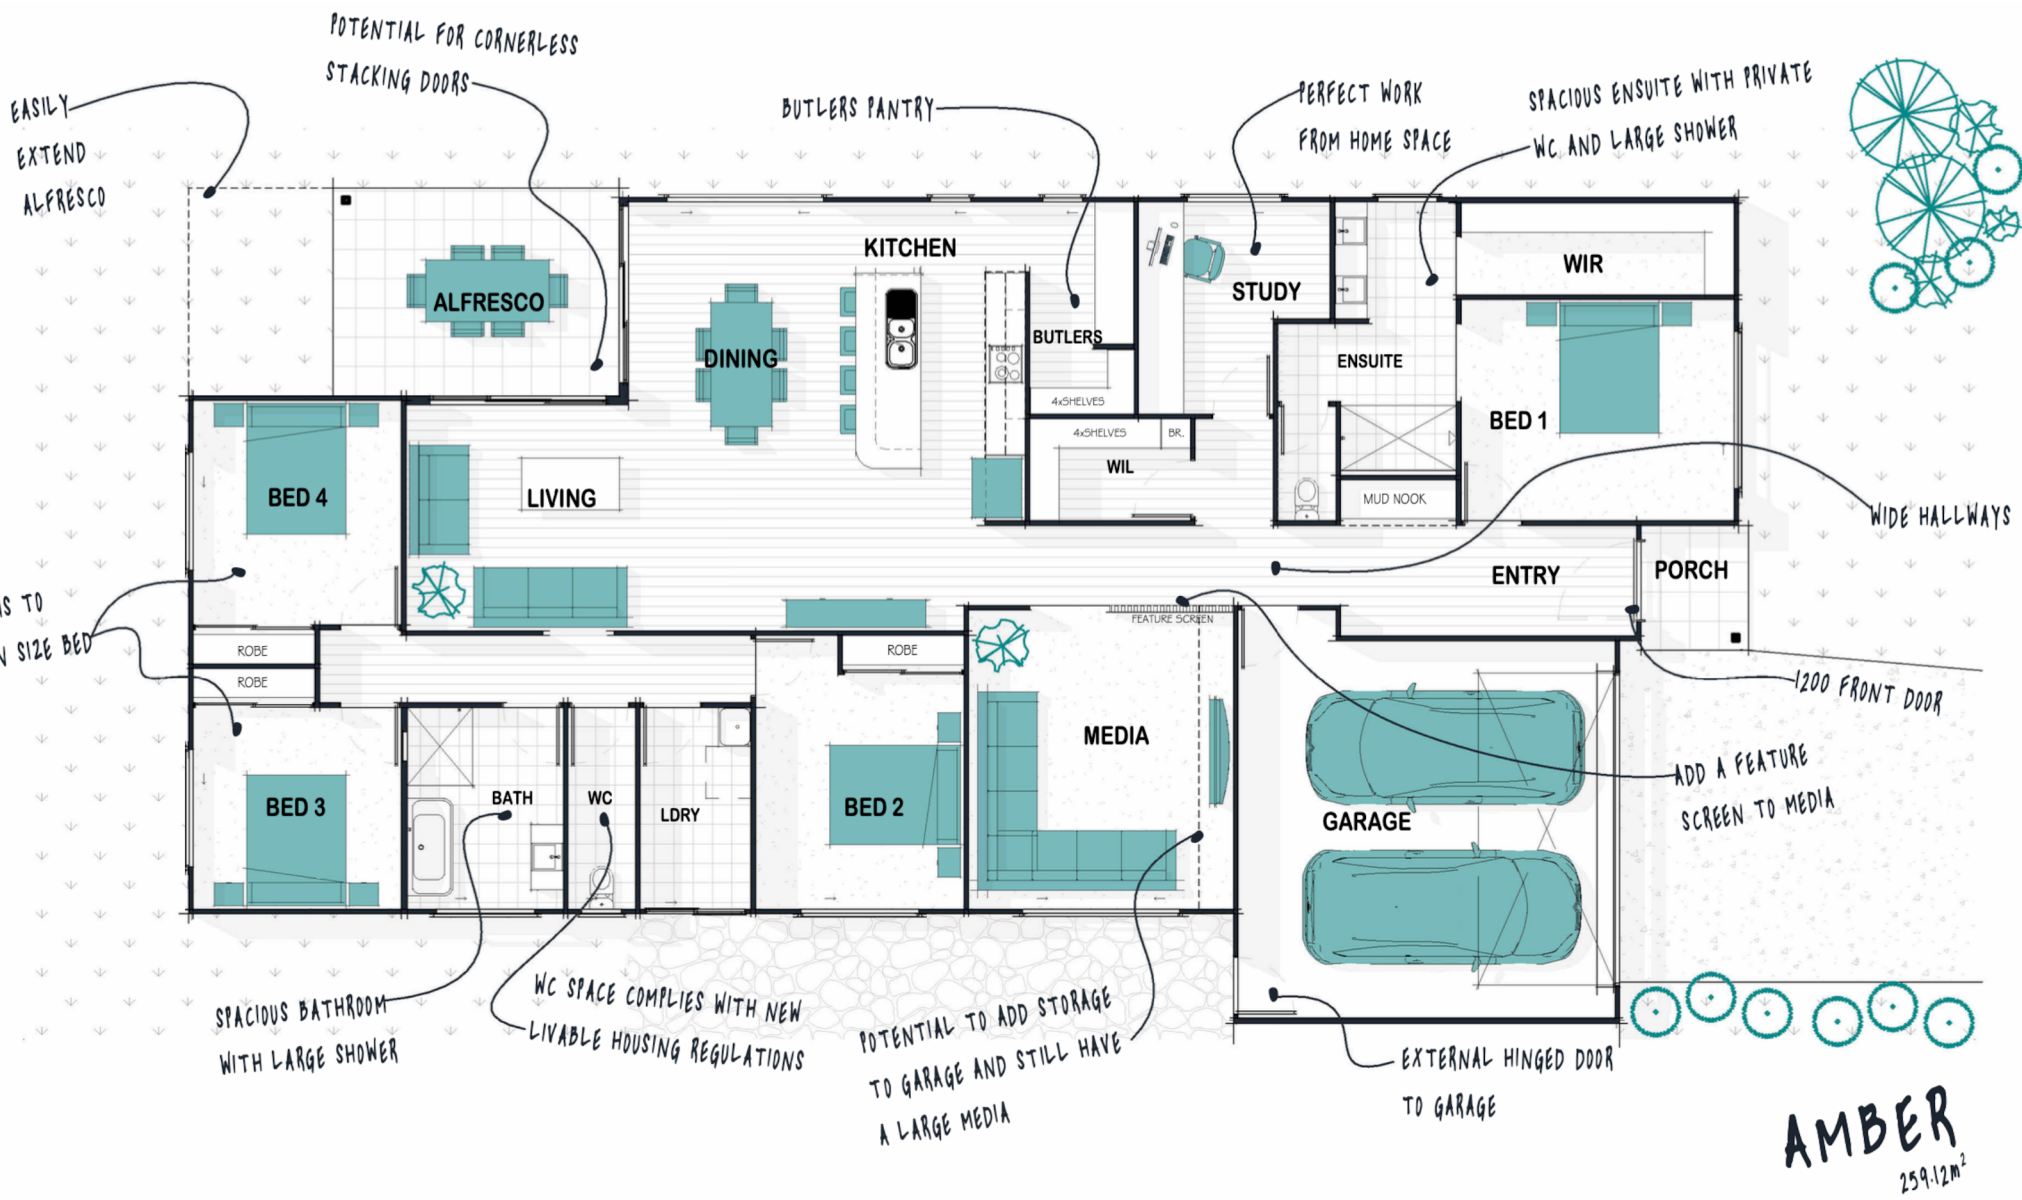 POTENTIAL FOR CORNERLESS
STACKING DOORS
EASILY
EXTEND
ALFRESCO
BUTLERS PANTRY
PERFECT WORK
FROM HOME SPACE
SPACIOUS ENSUITE WITH PRIVATE
WC AND LARGE SHOWER
KITCHEN
WIR
STUDY
ALFRESCO
BUTLERS
DINING
ENSUITE
4xSHELVES
BED 1
4xSHELVES
BR.
WIL
BED 4
LIVING
MUD NOOK
WIDE HALLWAYS
ENTRY
PORCH
TO
SIZE BED
FEATURE SCREEN
ROBE
ROBE
ROBE
1200 FRONT DOOR
MEDIA
ADD A FEATURE
SCREEN TO MEDIA
BED 3
BATH
WC
LDRY
BED 2
GARAGE
SPACIOUS BATHROOM
WITH LARGE SHOWER
WC SPACE COMPLIES WITH NEW
LIVABLE HOUSING REGULATIONS
POTENTIAL TO ADD STORAGE
TO GARAGE AND STILL HAVE
A LARGE MEDIA
EXTERNAL HINGED DOOR
TO GARAGE
AMBER
259.12m²